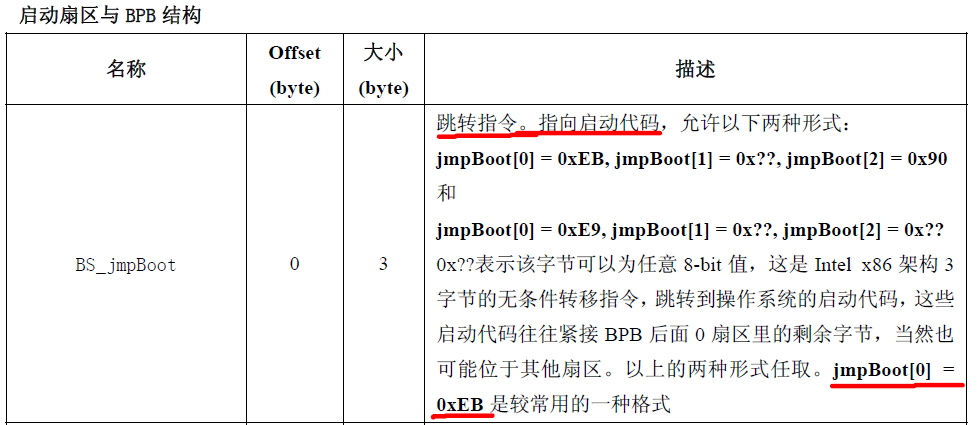 启动扇区与 BPB 结构
名称
Offset
(byte)
大小
(byte)
描述
BS_jmpBoot
0
3
跳转指令。指向启动代码，允许以下两种形式：
jmpBoot[0] = 0xEB, jmpBoot[1] = 0x??, jmpBoot[2] = 0x90
和
jmpBoot[0] = 0xE9, jmpBoot[1] = 0x??, jmpBoot[2] = 0x??
0x??表示该字节可以为任意 8-bit 值，这是 Intel x86 架构 3
字节的无条件转移指令，跳转到操作系统的启动代码，这些
启动代码往往紧接 BPB 后面 0 扇区里的剩余字节，当然也
可能位于其他扇区。以上的两种形式任取。jmpBoot[0] =
0xEB 是较常用的一种格式